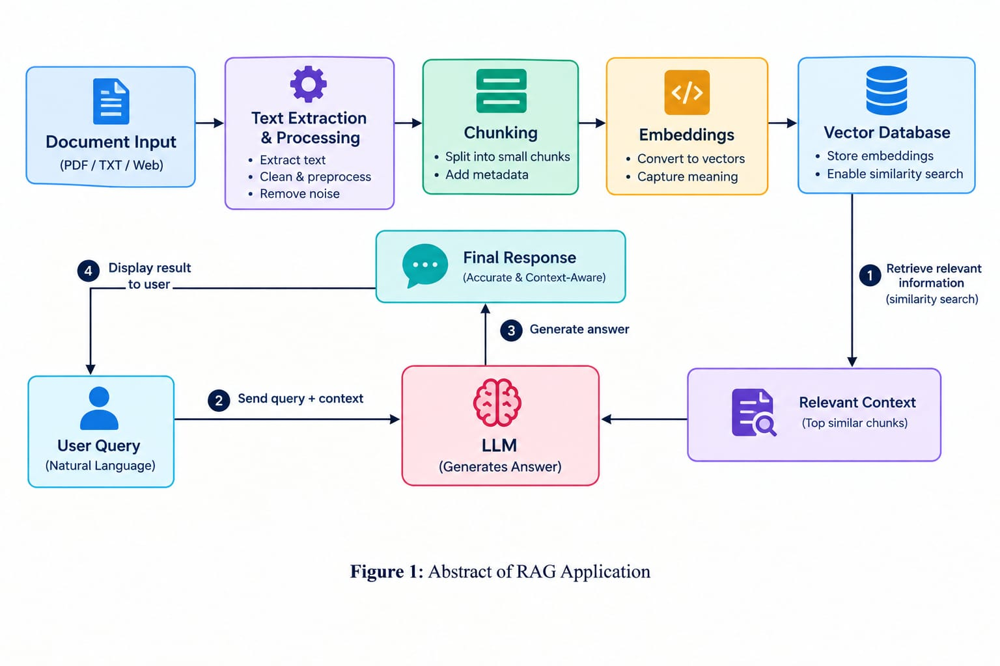 Document Input
(PDF / TXT / Web)
Text Extraction
& Processing
• Extract text
• Clean & preprocess
• Remove noise
Chunking
• Split into small chunks
• Add metadata
</>
Embeddings
• Convert to vectors
• Capture meaning
Vector Database
• Store embeddings
• Enable similarity search
1 Retrieve relevant
information
(similarity search)
Final Response
(Accurate & Context-Aware)
4 Display result
to user
3 Generate answer
User Query
(Natural Language)
2 Send query + context
LLM
(Generates Answer)
Relevant Context
(Top similar chunks)
Figure 1: Abstract of RAG Application